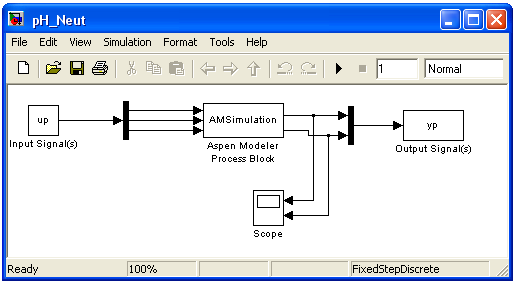 pH_Neut
File Edit View Simulation Format Tools Help
1 Normal
up
Input Signal(s)
AMSimulation
Aspen Modeler
Process Block
yp
Output Signal(s)
Scope
Ready 100% FixedStepDiscrete